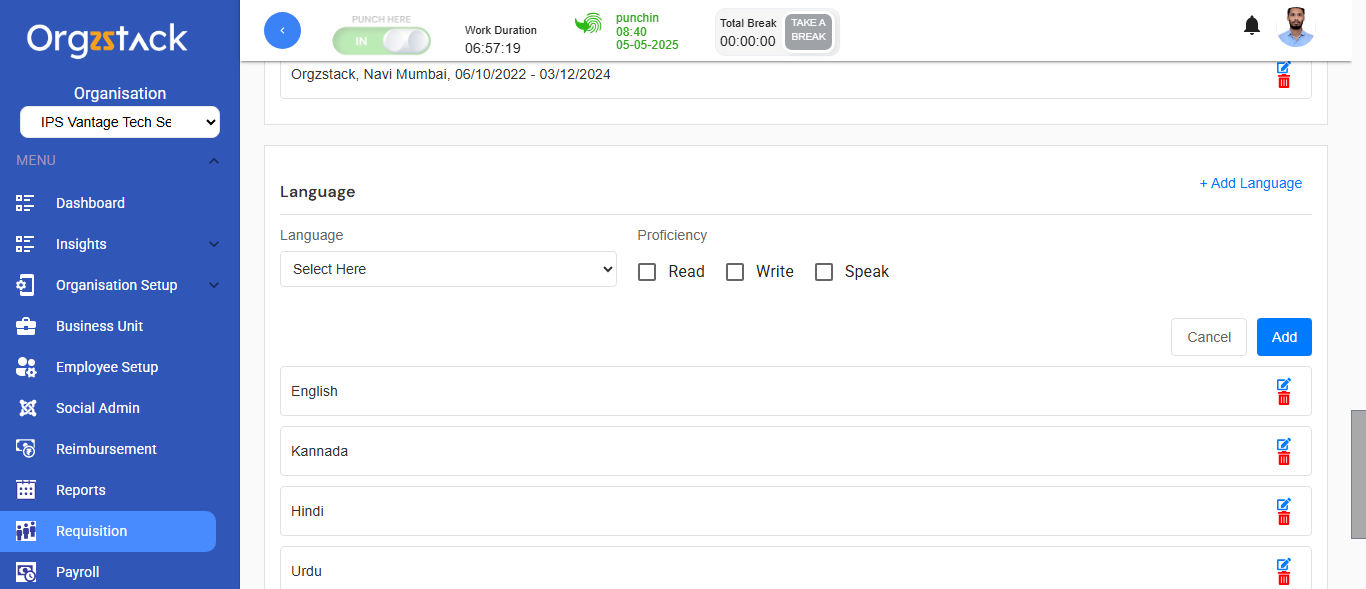 Orgzstack
Organisation
IPS Vantage Tech Se
MENU
Dashboard
Insights
Organisation Setup
Business Unit
Employee Setup
Social Admin
Reimbursement
Reports
Requisition
Payroll
PUNCH HERE
IN
Work Duration
06:57:19
punchin
08:40
05-05-2025
Total Break
00:00:00
TAKE A
BREAK
Orgzstack, Navi Mumbai, 06/10/2022 - 03/12/2024
Language
+ Add Language
Language
Proficiency
Select Here
Read
Write
Speak
Cancel
Add
English
Kannada
Hindi
Urdu